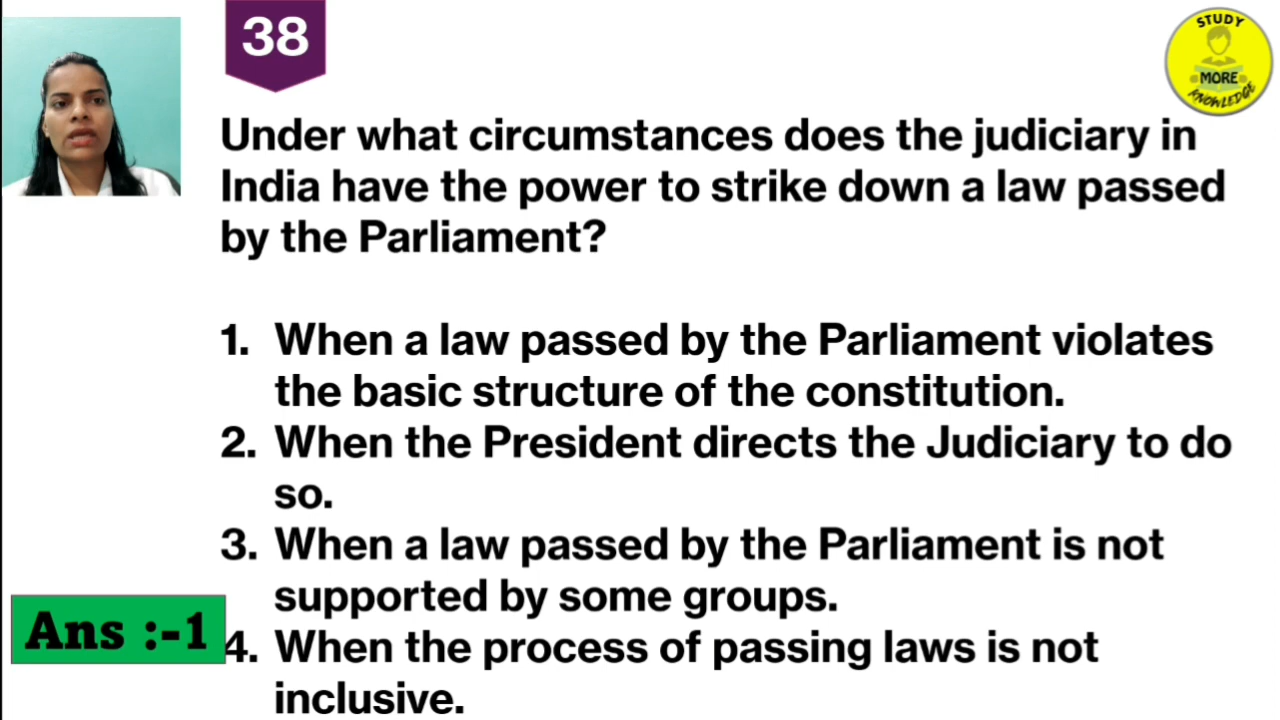 38
STUDY
MORE
KNOWLEDGE
Under what circumstances does the judiciary in
India have the power to strike down a law passed
by the Parliament?
1. When a law passed by the Parliament violates
the basic structure of the constitution.
2. When the President directs the Judiciary to do
so.
3. When a law passed by the Parliament is not
supported by some groups.
Ans :-1
4. When the process of passing laws is not
inclusive.